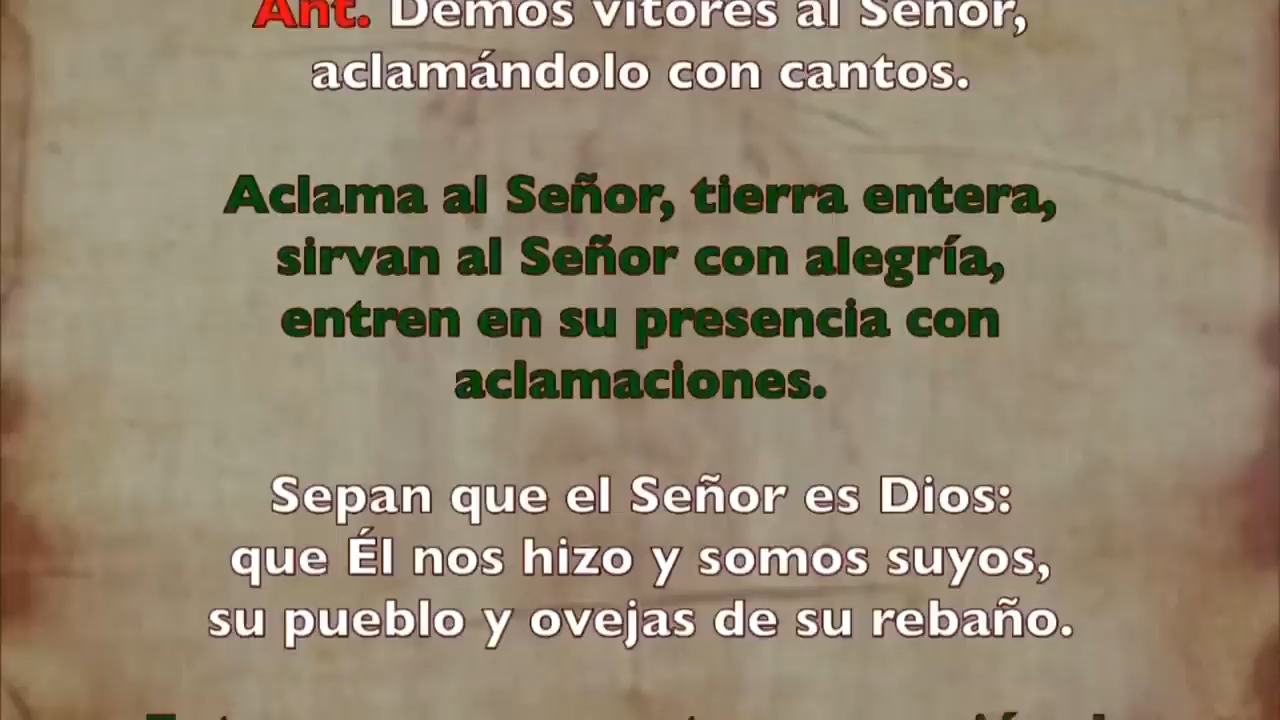 Ant. Demos vítores al Señor,
aclamándolo con cantos.
Aclama al Señor, tierra entera,
sirvan al Señor con alegría,
entren en su presencia con
aclamaciones.
Sepan que el Señor es Dios:
que Él nos hizo y somos suyos,
su pueblo y ovejas de su rebaño.